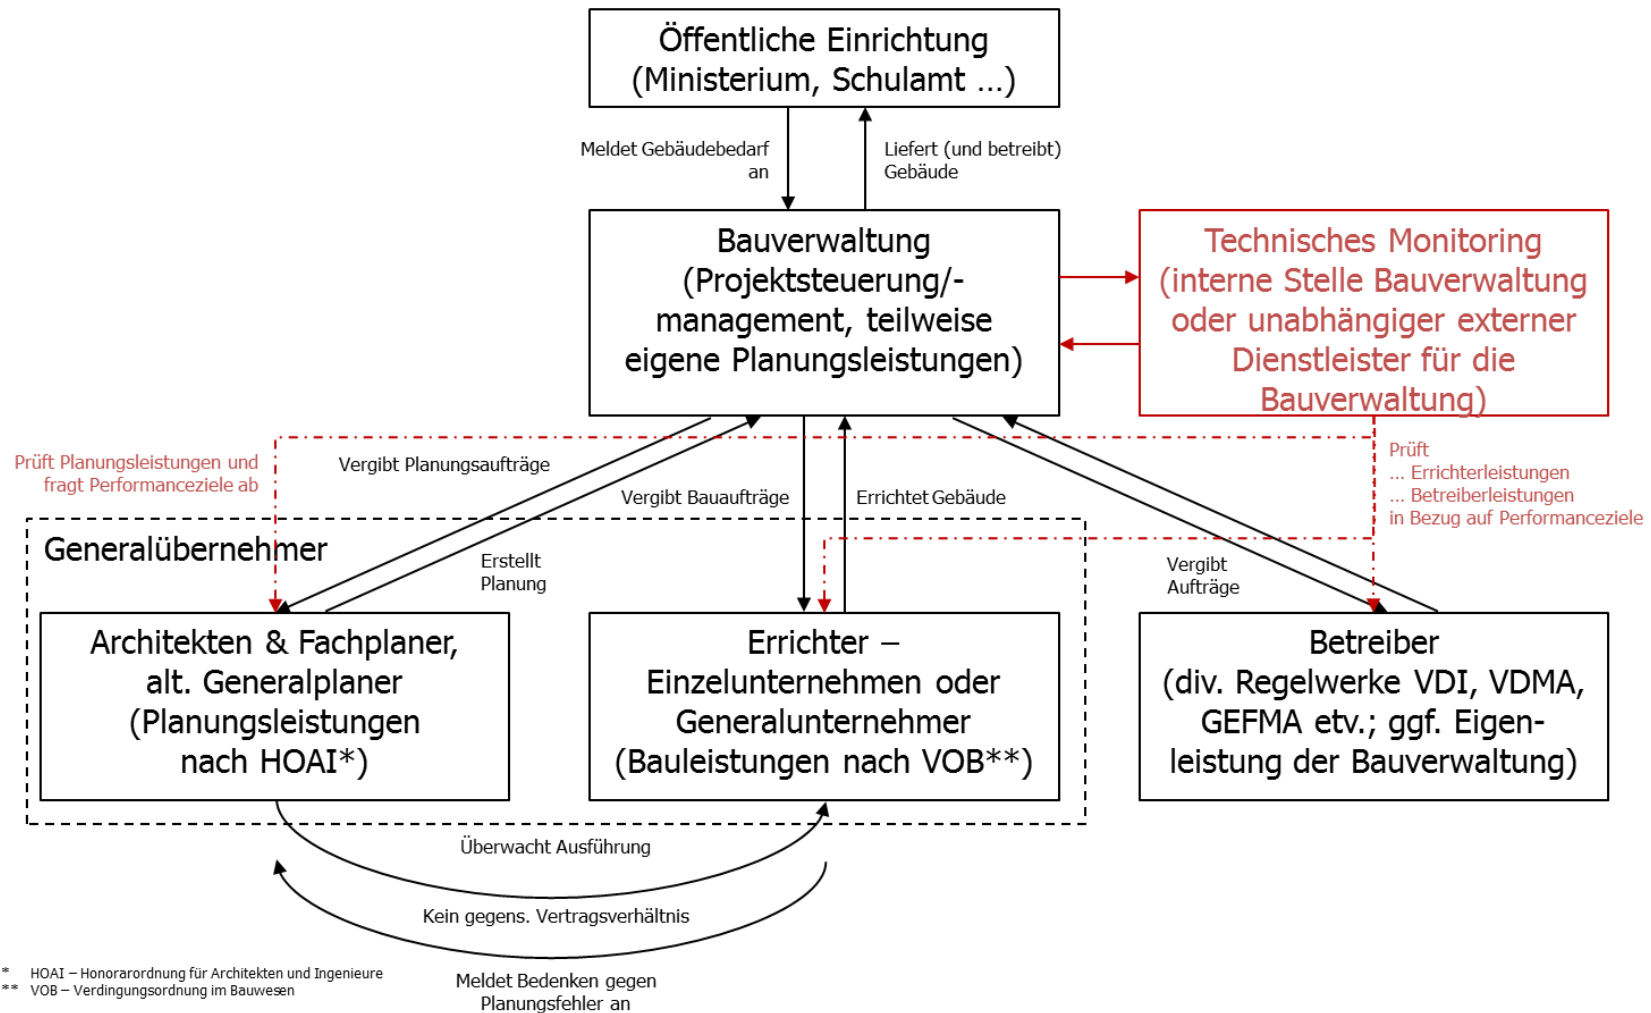 Öffentliche Einrichtung
(Ministerium, Schulamt …)
Meldet Gebäudebedarf
an
Liefert (und betreibt)
Gebäude
Bauverwaltung
(Projektsteuerung/-
management, teilweise
eigene Planungsleistungen)
Technisches Monitoring
(interne Stelle Bauverwaltung
oder unabhängiger externer
Dienstleister für die
Bauverwaltung)
Prüft Planungsleistungen und
fragt Performanceziele ab
Vergibt Planungsaufträge
Vergibt Bauaufträge
Errichtet Gebäude
Prüft
… Errichterleistungen
… Betreiberleistungen
in Bezug auf Performanceziele
Generalübernehmer
Erstellt
Planung
Vergibt
Aufträge
Architekten & Fachplaner,
alt. Generalplaner
(Planungsleistungen
nach HOAI*)
Errichter –
Einzelunternehmen oder
Generalunternehmer
(Bauleistungen nach VOB**)
Betreiber
(div. Regelwerke VDI, VDMA,
GEFMA etv.; ggf. Eigen-
leistung der Bauverwaltung)
Überwacht Ausführung
Kein gegens. Vertragsverhältnis
Meldet Bedenken gegen
Planungsfehler an
* HOAI – Honorarordnung für Architekten und Ingenieure
** VOB – Verdingungsordnung im Bauwesen